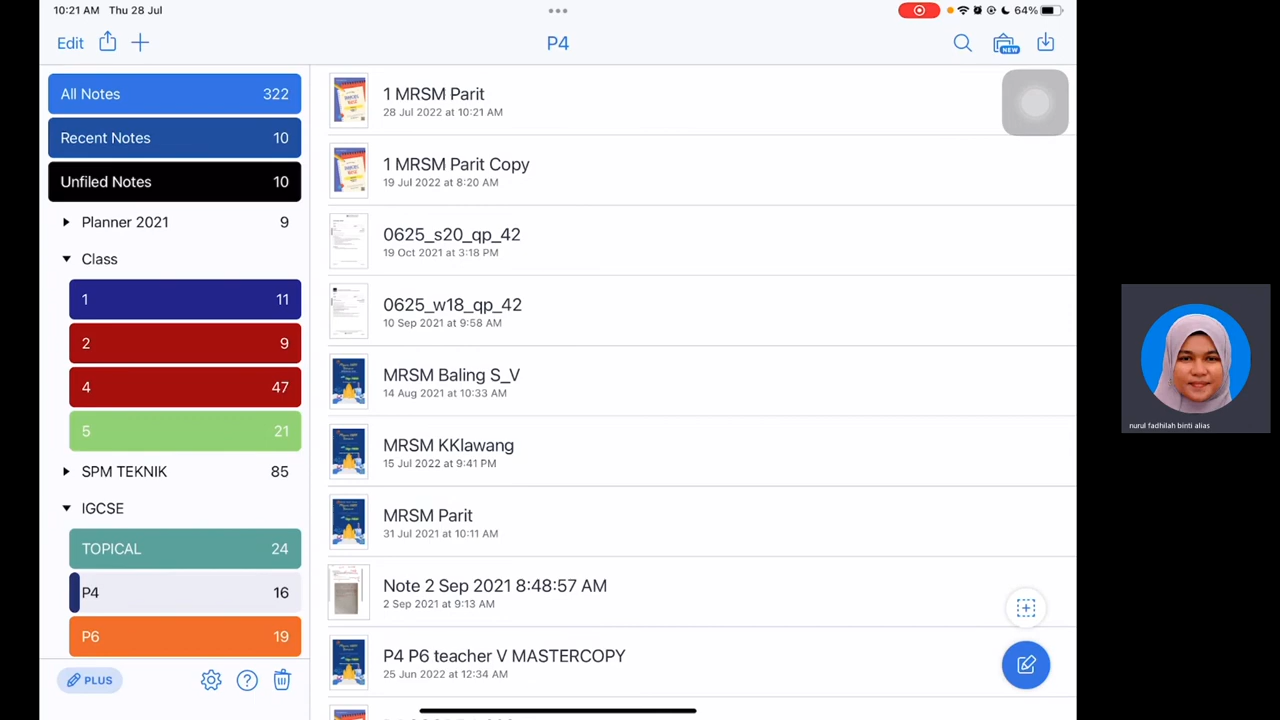 10:21 AM Thu 28 Jul
64%
Edit
P4
NEW
All Notes 322
Recent Notes 10
Unfiled Notes 10
Planner 2021 9
Class
1 11
2 9
4 47
5 21
SPM TEKNIK 85
IGCSE
TOPICAL 24
P4 16
P6 19
PLUS
1 MRSM Parit
28 Jul 2022 at 10:21 AM
1 MRSM Parit Copy
19 Jul 2022 at 8:20 AM
0625_s20_qp_42
19 Oct 2021 at 3:18 PM
0625_w18_qp_42
10 Sep 2021 at 9:58 AM
MRSM Baling S_V
14 Aug 2021 at 10:33 AM
MRSM KKlawang
15 Jul 2022 at 9:41 PM
MRSM Parit
31 Jul 2021 at 10:11 AM
Note 2 Sep 2021 8:48:57 AM
2 Sep 2021 at 9:13 AM
P4 P6 teacher V MASTERCOPY
25 Jun 2022 at 12:34 AM
nurul fadhilah binti alias